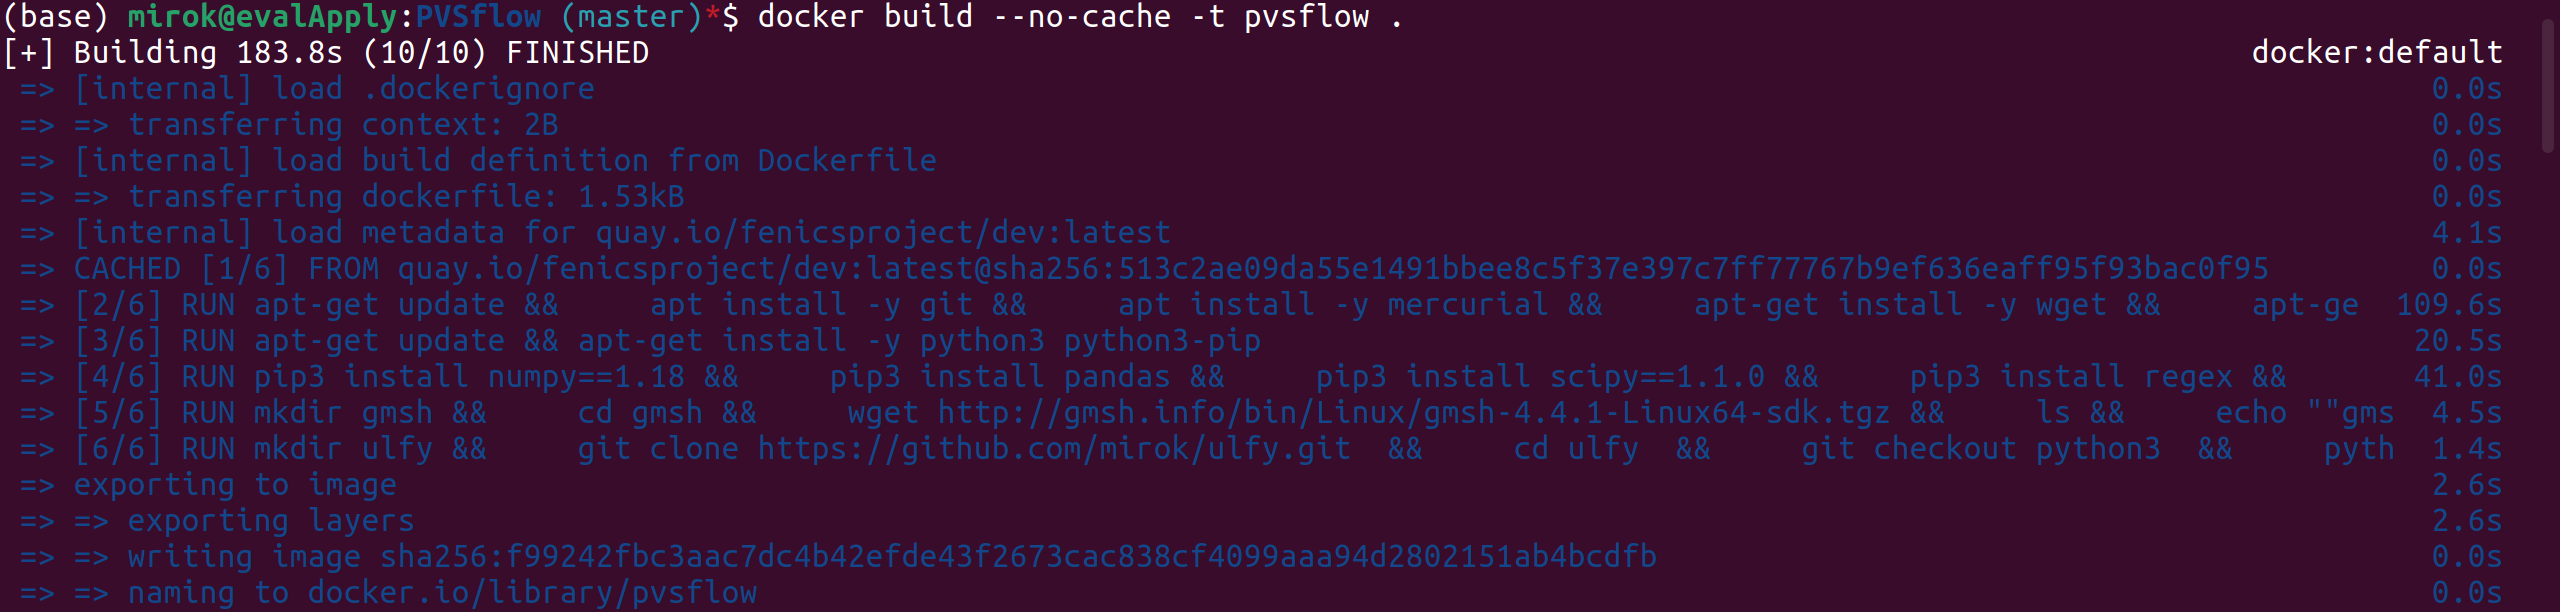 (base) mirok@evalApply:PVSflow (master)*$ docker build --no-cache -t pvsflow .
[+] Building 183.8s (10/10) FINISHED docker:default
=> [internal] load .dockerignore 0.0s
=> => transferring context: 2B 0.0s
=> [internal] load build definition from Dockerfile 0.0s
=> => transferring dockerfile: 1.53kB 0.0s
=> [internal] load metadata for quay.io/fenicsproject/dev:latest 4.1s
=> CACHED [1/6] FROM quay.io/fenicsproject/dev:latest@sha256:513c2ae09da55e1491bbee8c5f37e397c7ff77767b9ef636eaff95f93bac0f95 0.0s
=> [2/6] RUN apt-get update && apt install -y git && apt install -y mercurial && apt-get install -y wget && apt-ge 109.6s
=> [3/6] RUN apt-get update && apt-get install -y python3 python3-pip 20.5s
=> [4/6] RUN pip3 install numpy==1.18 && pip3 install pandas && pip3 install scipy==1.1.0 && pip3 install regex && 41.0s
=> [5/6] RUN mkdir gmsh && cd gmsh && wget http://gmsh.info/bin/Linux/gmsh-4.4.1-Linux64-sdk.tgz && ls && echo ""gms 4.5s
=> [6/6] RUN mkdir ulfy && git clone https://github.com/mirok/ulfy.git && cd ulfy && git checkout python3 && pyth 1.4s
=> exporting to image 2.6s
=> => exporting layers 2.6s
=> => writing image sha256:f99242fbc3aac7dc4b42efde43f2673cac838cf4099aaa94d2802151ab4bcdfb 0.0s
=> => naming to docker.io/library/pvsflow 0.0s